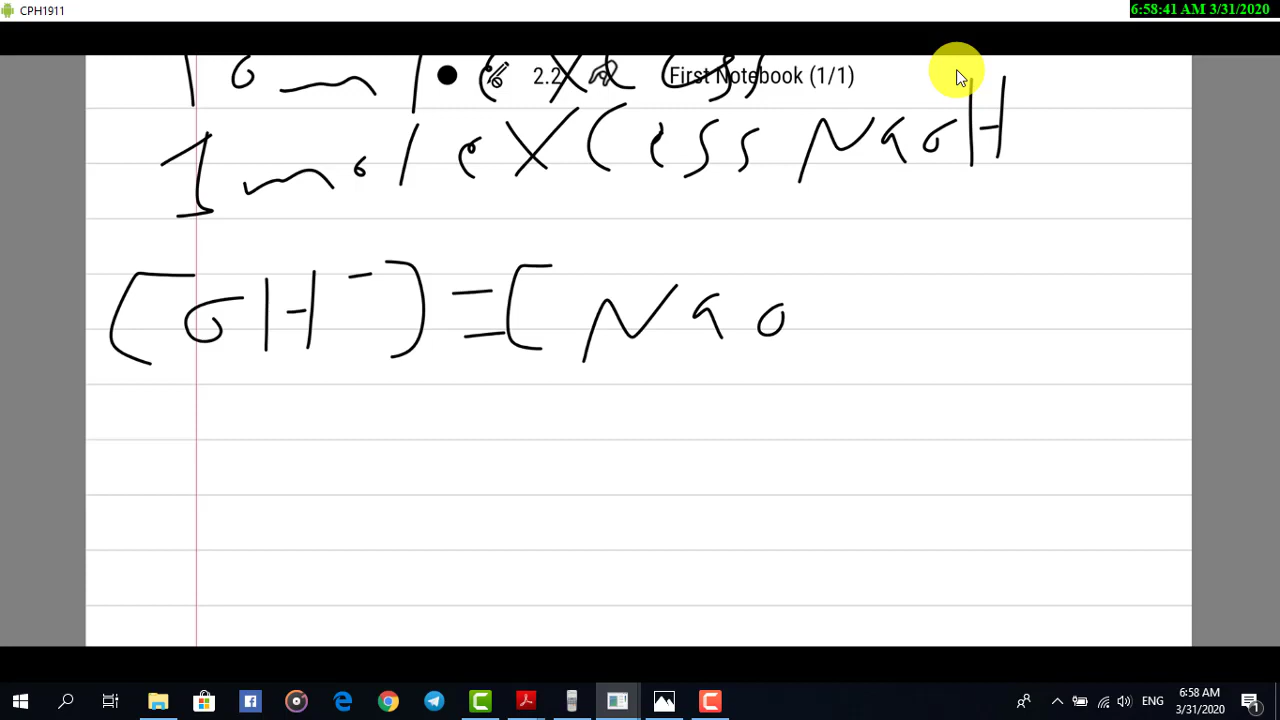 CPH1911
6:58:41 AM 3/31/2020
2.2
First Notebook (1/1)
1 mol eXCess NaoH
[oH⁻] = [Nao
ENG
6:58 AM
3/31/2020